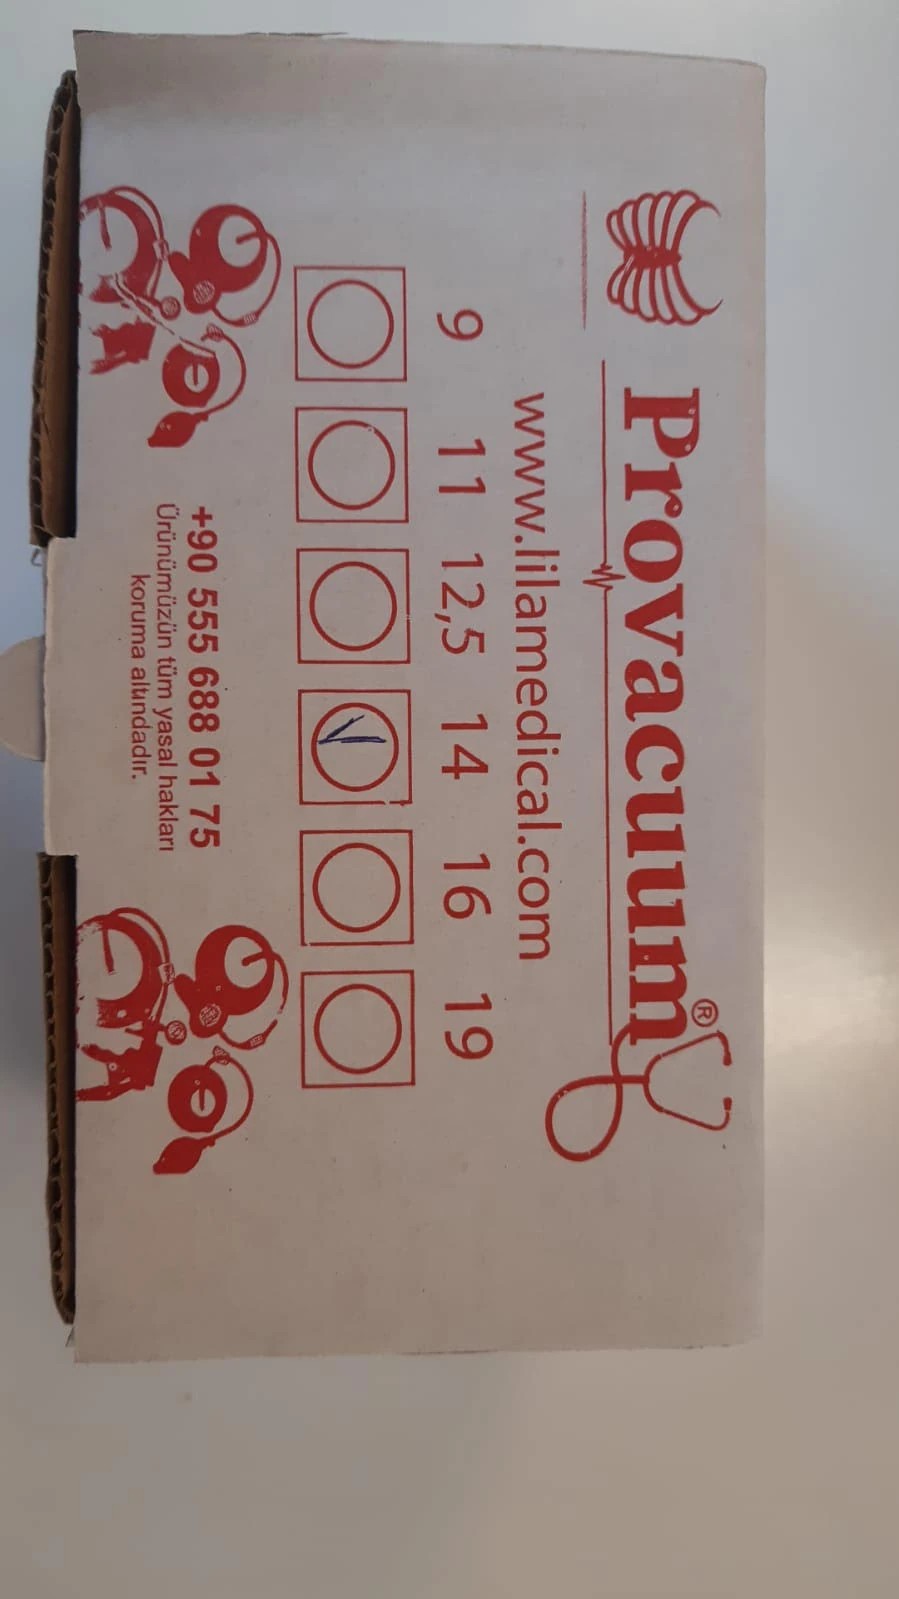 Provacuum®
www.lilamedical.com
9 11 12,5 14 16 19
+90 555 688 01 75
Ürünümüzün tüm yasal hakları
koruma altındadır.